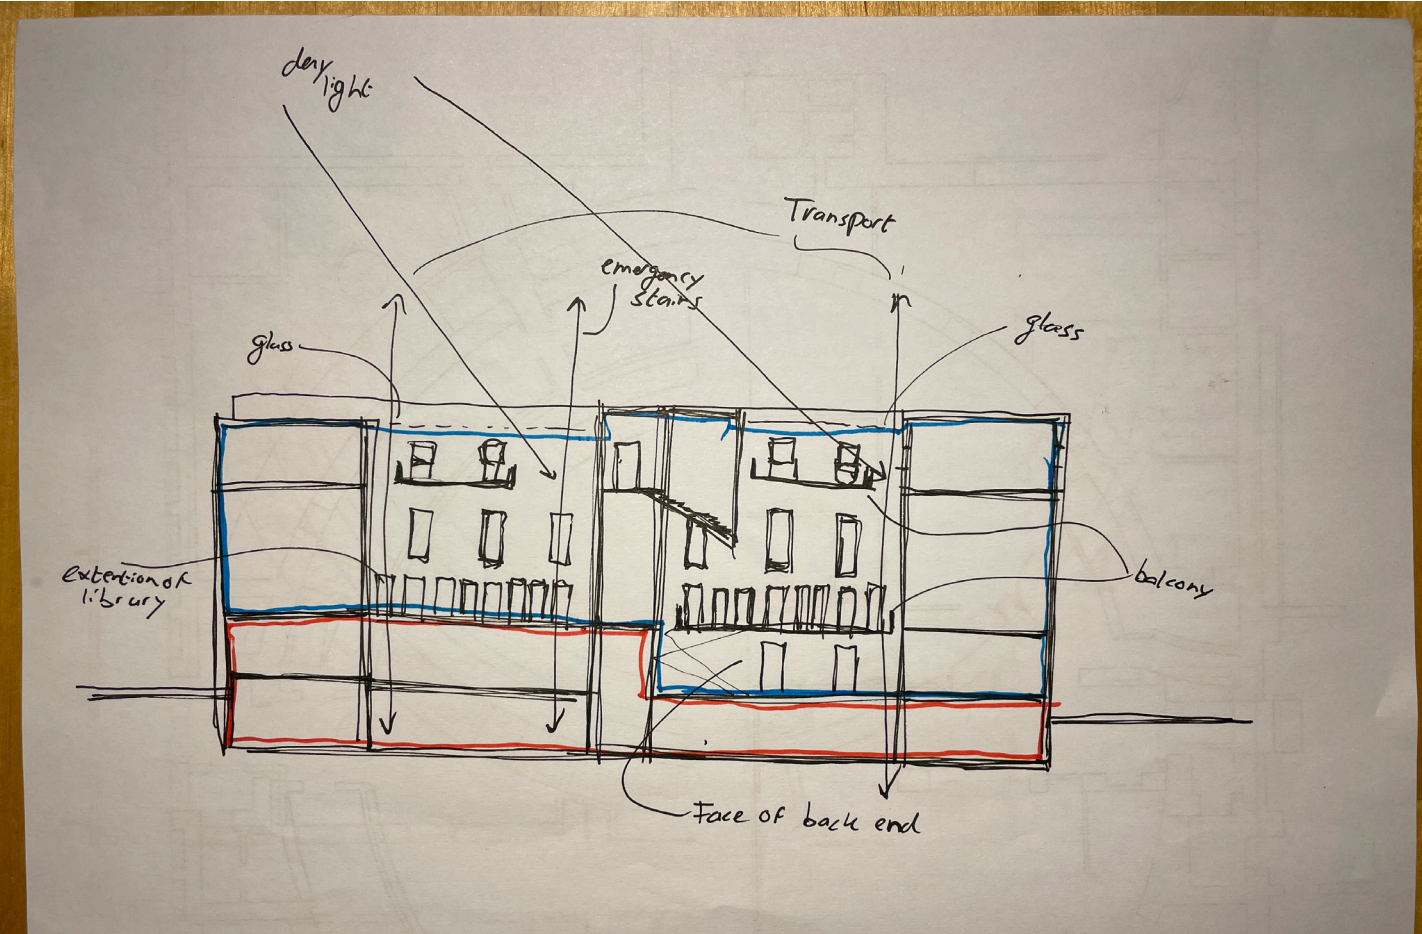 day
light
Transport
emergency
stairs
glass
glass
extention of
library
balcony
Face of back end